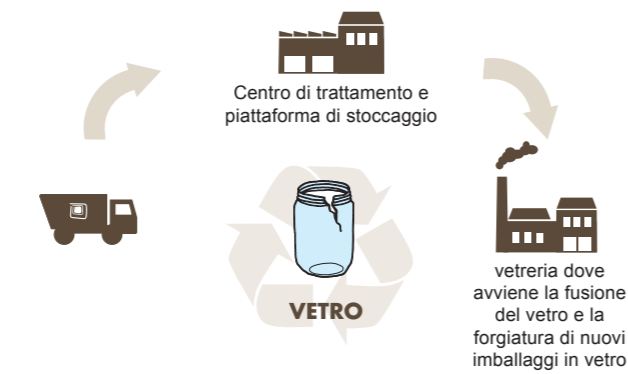 Centro di trattamento e
piattaforma di stoccaggio
VETRO
vetreria dove
avviene la fusione
del vetro e la
forgiatura di nuovi
imballaggi in vetro